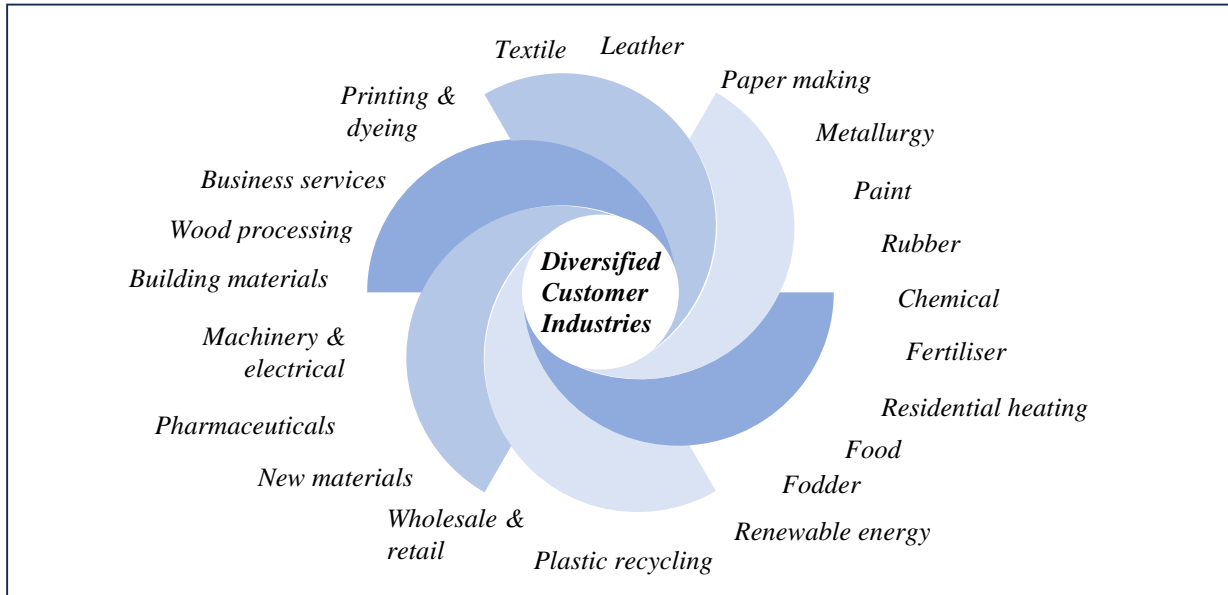 Textile
Leather
Paper making
Metallurgy
Paint
Rubber
Chemical
Fertiliser
Residential heating
Food
Fodder
Renewable energy
Plastic recycling
Wholesale &
retail
New materials
Pharmaceuticals
Machinery &
electrical
Building materials
Wood processing
Business services
Printing &
dyeing
Diversified
Customer
Industries